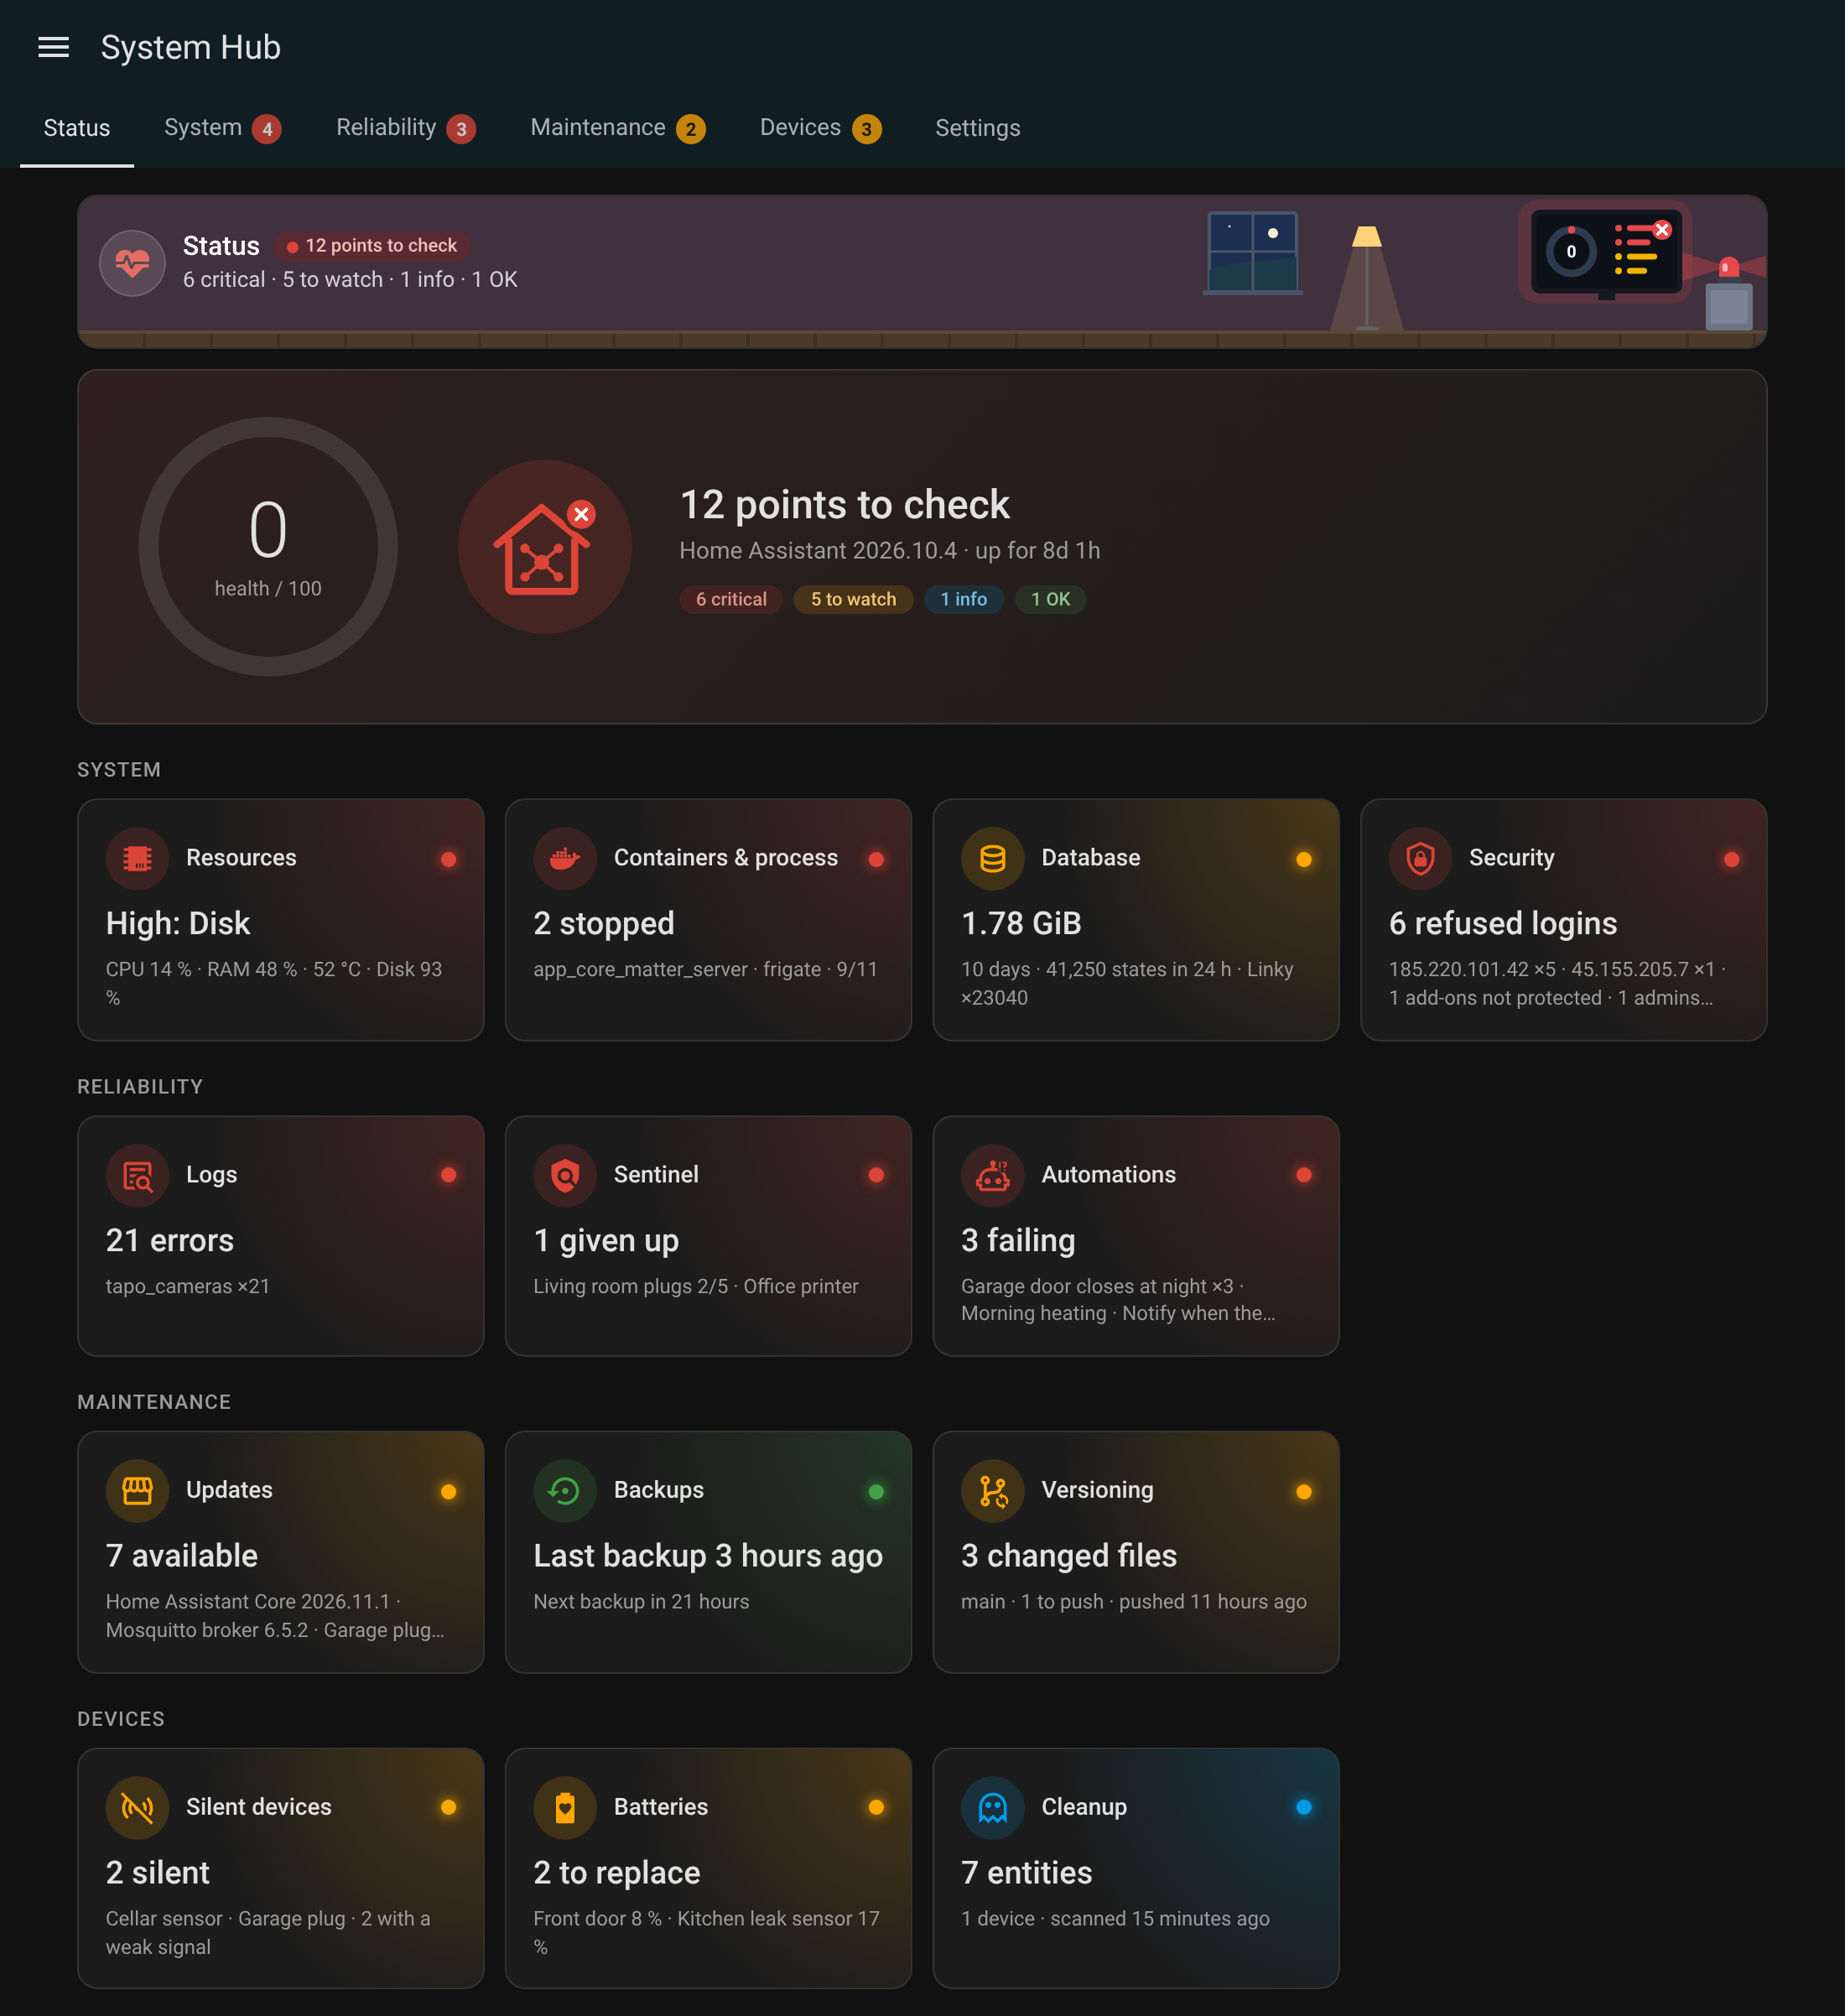 System Hub
Status
System 4
Reliability 3
Maintenance 2
Devices 3
Settings
Status
12 points to check
6 critical · 5 to watch · 1 info · 1 OK
0
0
health / 100
12 points to check
Home Assistant 2026.10.4 · up for 8d 1h
6 critical
5 to watch
1 info
1 OK
SYSTEM
Resources
High: Disk
CPU 14 % · RAM 48 % · 52 °C · Disk 93
%
Containers & process
2 stopped
app_core_matter_server · frigate · 9/11
Database
1.78 GiB
10 days · 41,250 states in 24 h · Linky
×23040
Security
6 refused logins
185.220.101.42 ×5 · 45.155.205.7 ×1 ·
1 add-ons not protected · 1 admins…
RELIABILITY
Logs
21 errors
tapo_cameras ×21
Sentinel
1 given up
Living room plugs 2/5 · Office printer
Automations
3 failing
Garage door closes at night ×3 ·
Morning heating · Notify when the…
MAINTENANCE
Updates
7 available
Home Assistant Core 2026.11.1 ·
Mosquitto broker 6.5.2 · Garage plug…
Backups
Last backup 3 hours ago
Next backup in 21 hours
Versioning
3 changed files
main · 1 to push · pushed 11 hours ago
DEVICES
Silent devices
2 silent
Cellar sensor · Garage plug · 2 with a
weak signal
Batteries
2 to replace
Front door 8 % · Kitchen leak sensor 17
%
Cleanup
7 entities
1 device · scanned 15 minutes ago